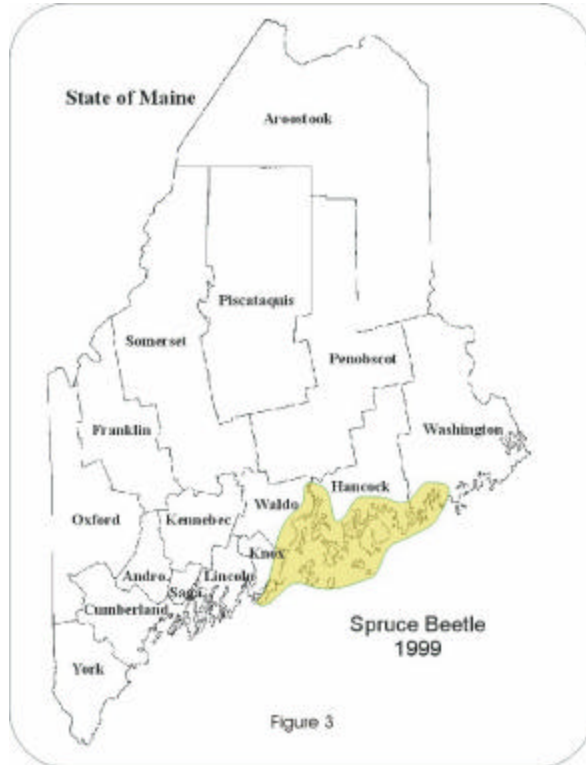 State of Maine
Aroostook
Piscataquis
Somerset
Penobscot
Franklin
Washington
Hancock
Waldo
Oxford
Kennebec
Knox
Andro.
Lincoln
Saga.
Cumberland
Spruce Beetle
1999
York
Figure 3